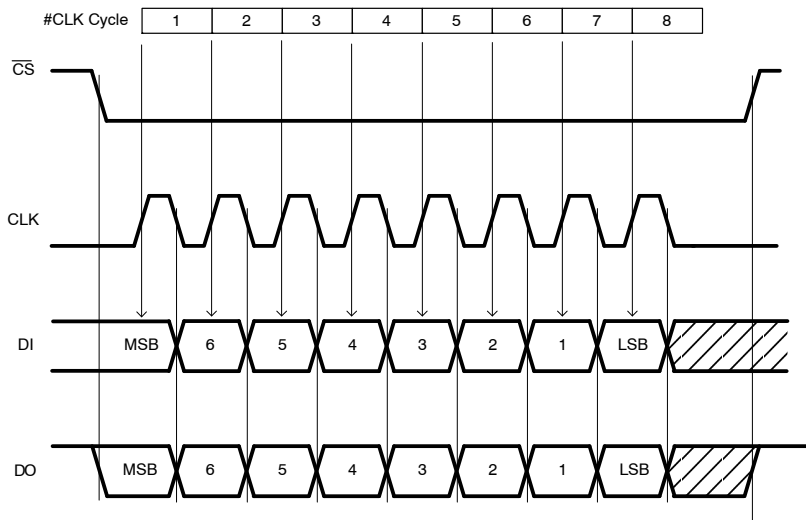 #CLK Cycle 1 2 3 4 5 6 7 8
C̅S̅
CLK
DI MSB 6 5 4 3 2 1 LSB
DO MSB 6 5 4 3 2 1 LSB